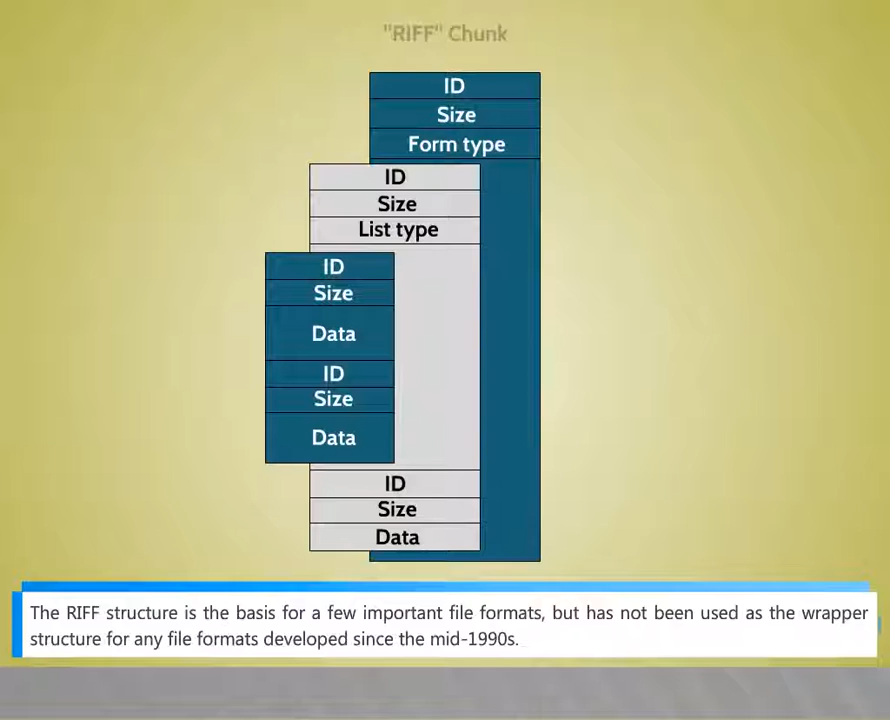 "RIFF" Chunk
ID
Size
Form type
ID
Size
List type
ID
Size
Data
ID
Size
Data
ID
Size
Data
The RIFF structure is the basis for a few important file formats, but has not been used as the wrapper
structure for any file formats developed since the mid-1990s.